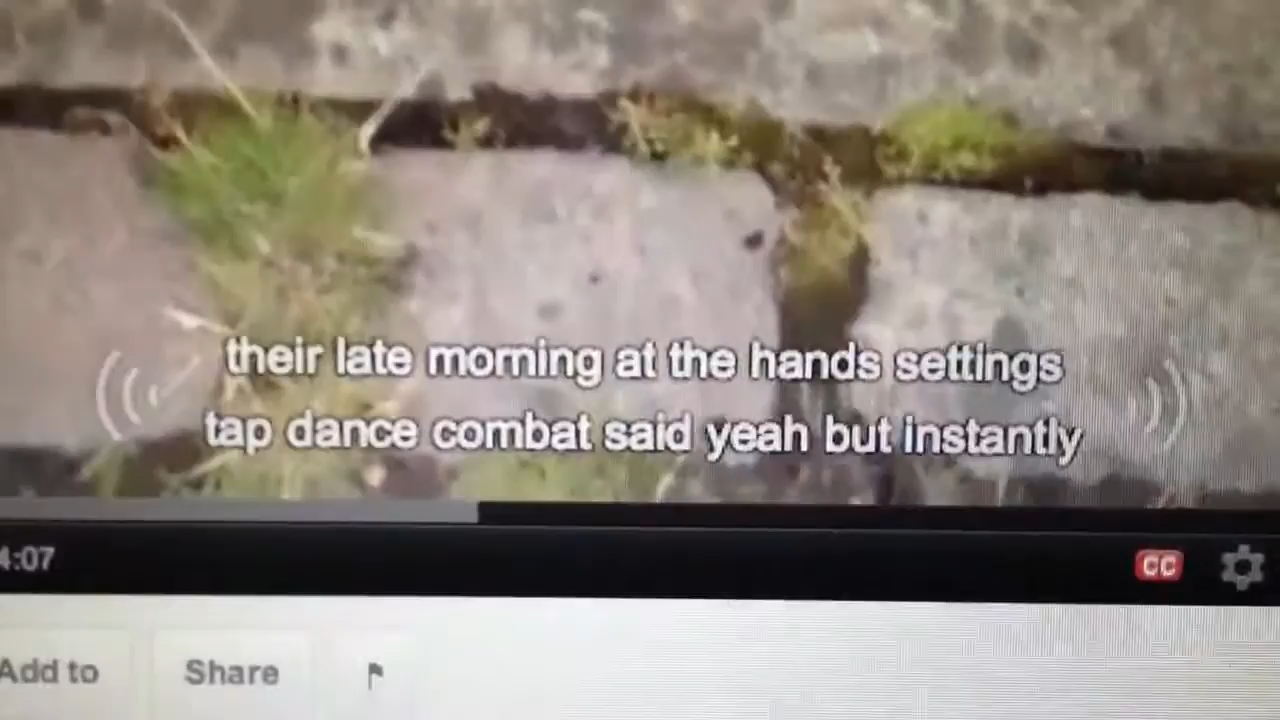 their late morning at the hands settings
tap dance combat said yeah but instantly
4:07
CC
Add to
Share